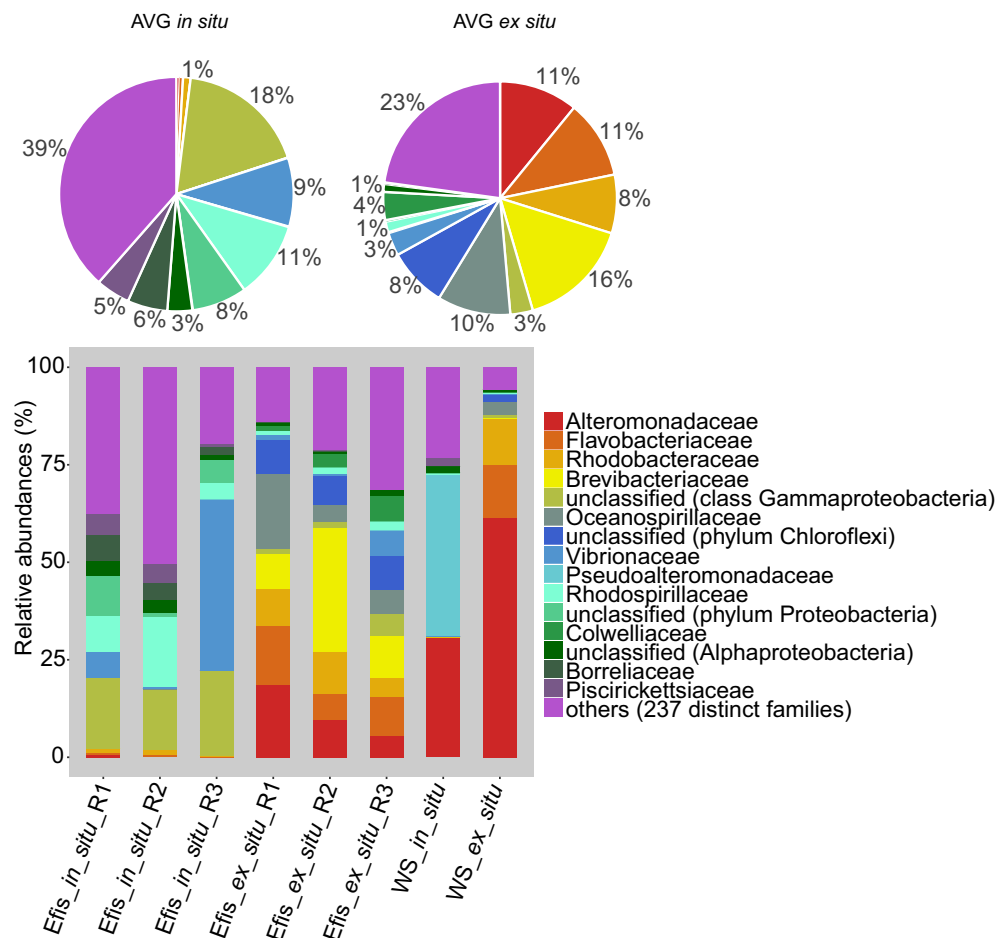 AVG in situ
AVG ex situ
1%
18%
9%
11%
8%
3%
6%
5%
39%
11%
11%
8%
16%
3%
10%
8%
3%
1%
4%
1%
23%
Relative abundances (%)
100
75
50
25
0
Efis_in_situ_R1
Efis_in_situ_R2
Efis_in_situ_R3
Efis_ex_situ_R1
Efis_ex_situ_R2
Efis_ex_situ_R3
WS_in_situ
WS_ex_situ
Alteromonadaceae
Flavobacteriaceae
Rhodobacteraceae
Brevibacteriaceae
unclassified (class Gammaproteobacteria)
Oceanospirillaceae
unclassified (phylum Chloroflexi)
Vibrionaceae
Pseudoalteromonadaceae
Rhodospirillaceae
unclassified (phylum Proteobacteria)
Colwelliaceae
unclassified (Alphaproteobacteria)
Borreliaceae
Piscirickettsiaceae
others (237 distinct families)